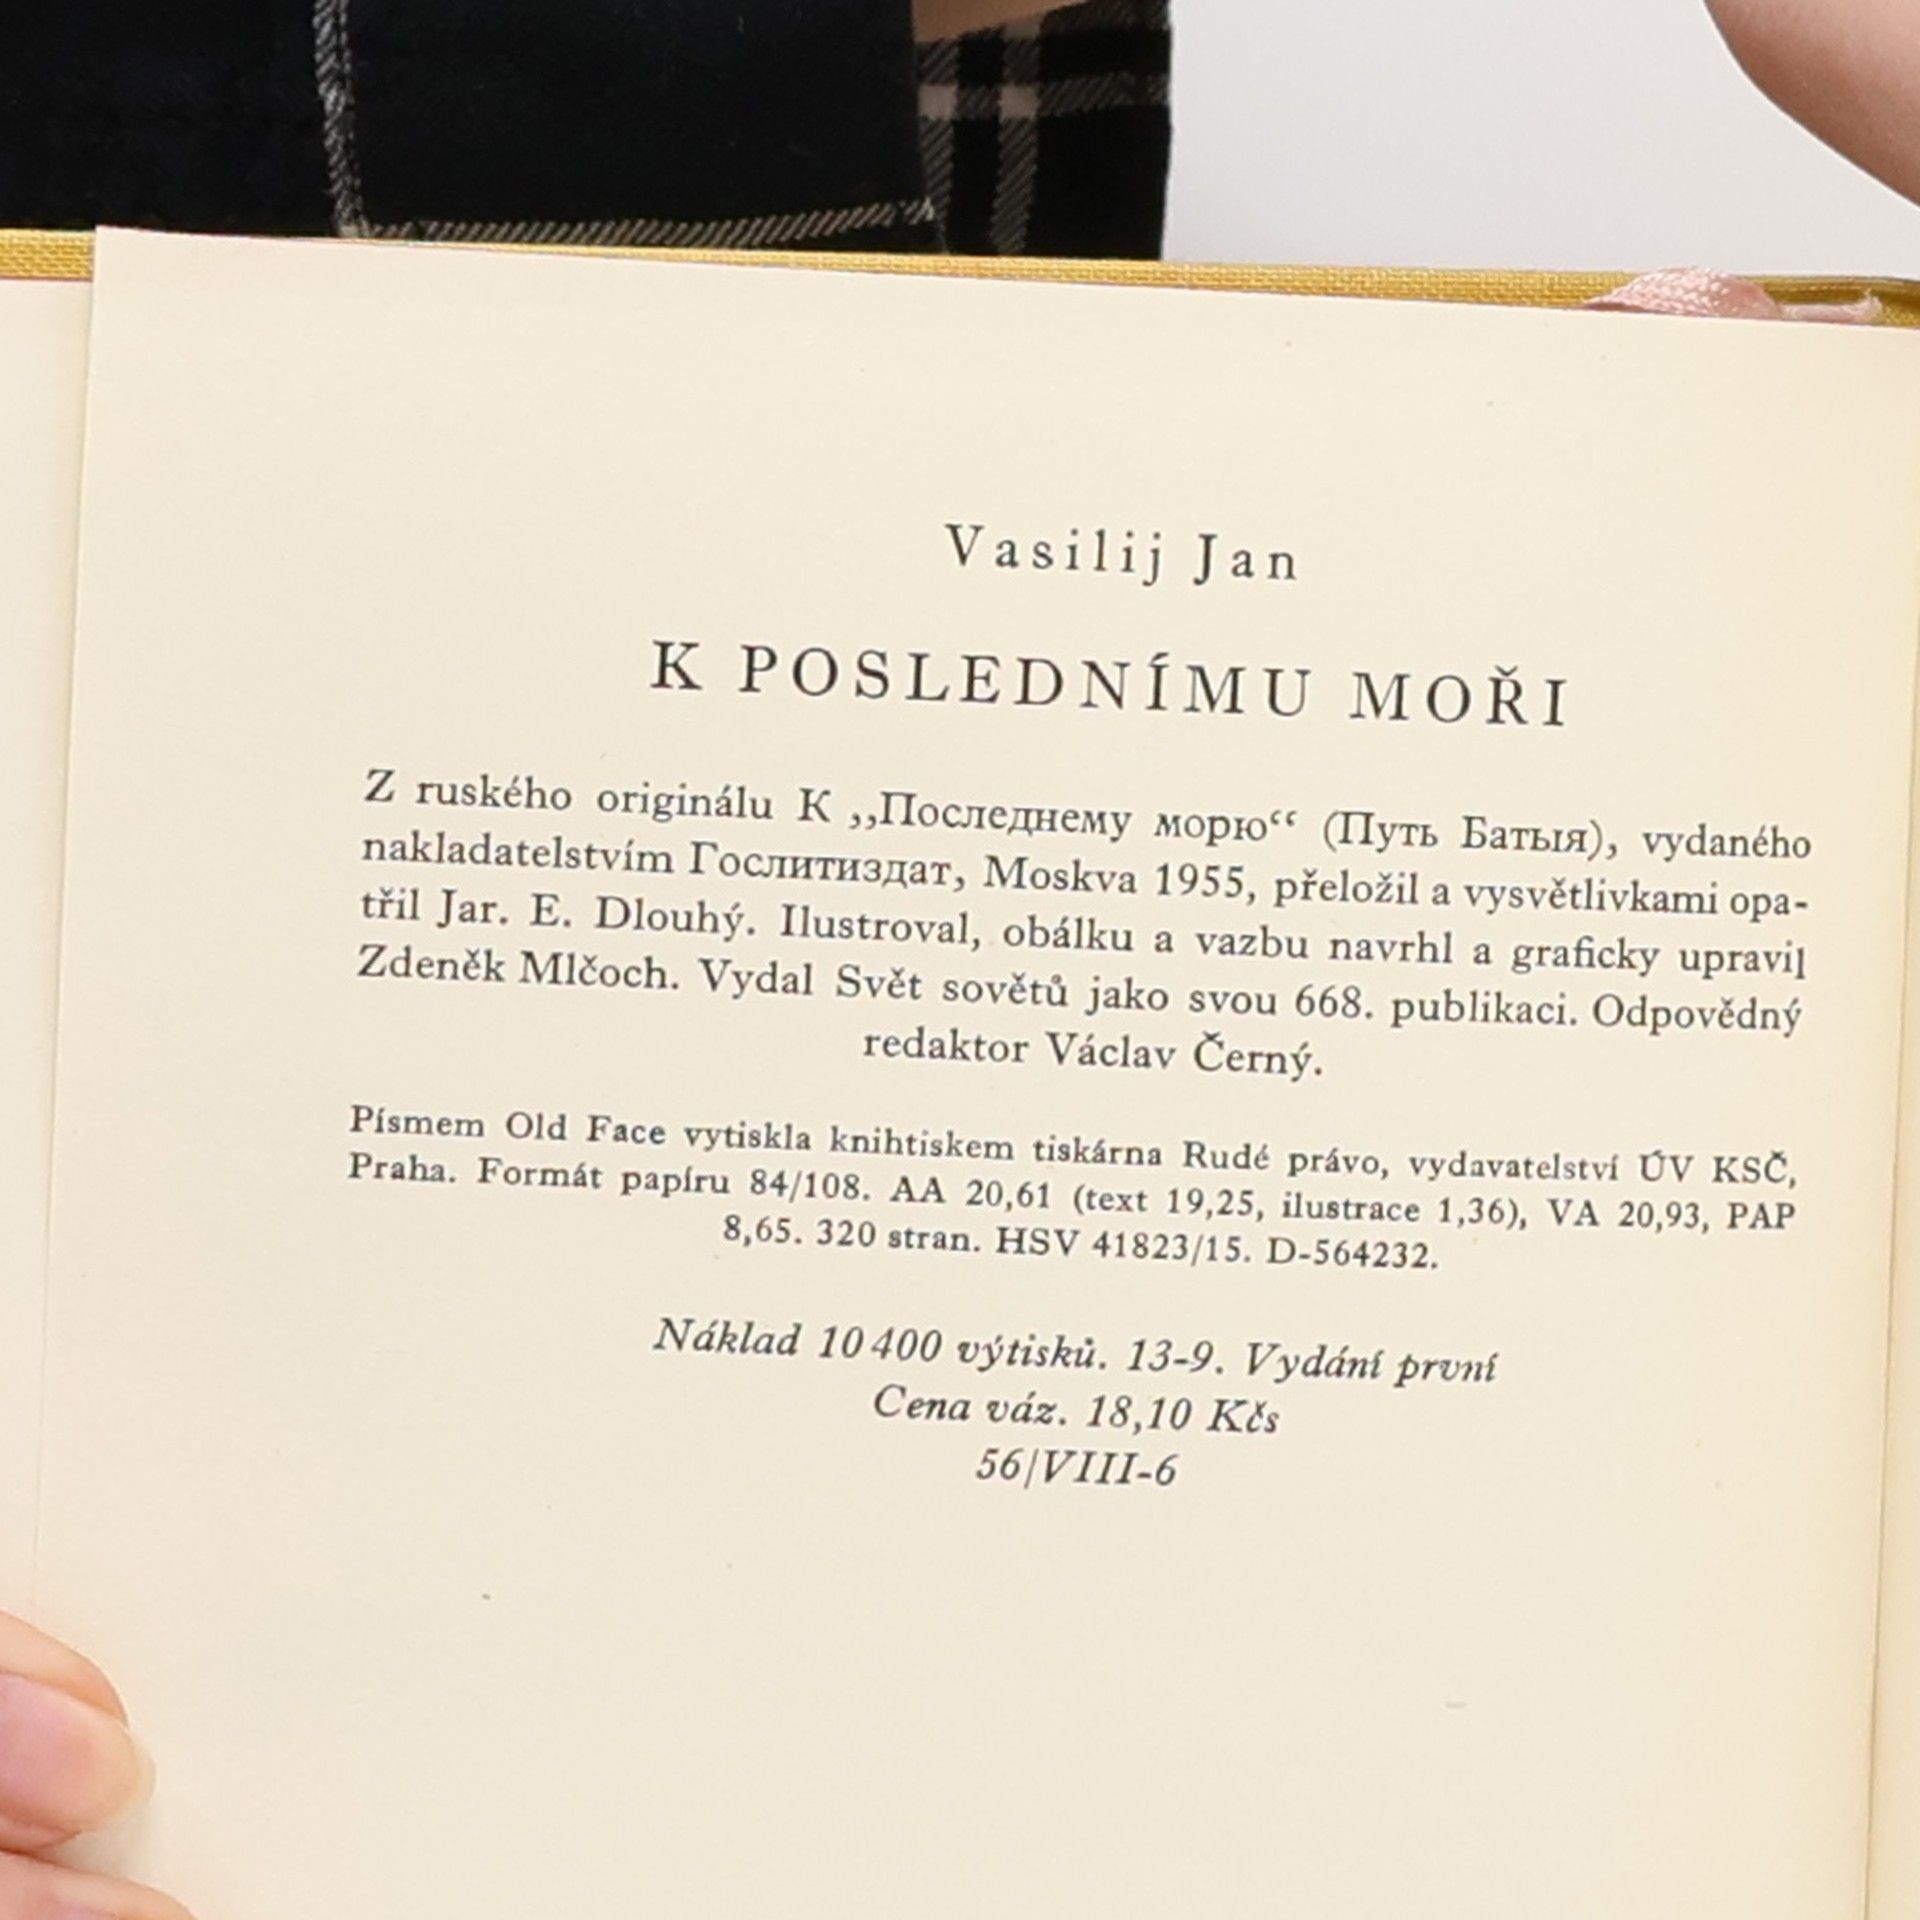 Vasilij Jan
K POSLEDNÍMU MOŘI
Z ruského originálu K ,,Последнему морю“ (Путь Батыя), vydaného
nakladatelstvím Гослитиздат, Moskva 1955, přeložil a vysvětlivkami opa-
třil Jar. E. Dlouhý. Ilustroval, obálku a vazbu navrhl a graficky upravil
Zdeněk Mlčoch. Vydal Svět sovětů jako svou 668. publikaci. Odpovědný
redaktor Václav Černý.
Písmem Old Face vytiskla knihtiskem tiskárna Rudé právo, vydavatelství ÚV KSČ,
Praha. Formát papíru 84/108. AA 20,61 (text 19,25, ilustrace 1,36), VA 20,93, PAP
8,65. 320 stran. HSV 41823/15. D-564232.
Náklad 10 400 výtisků. 13-9. Vydání první
Cena váz. 18,10 Kčs
56/VIII-6